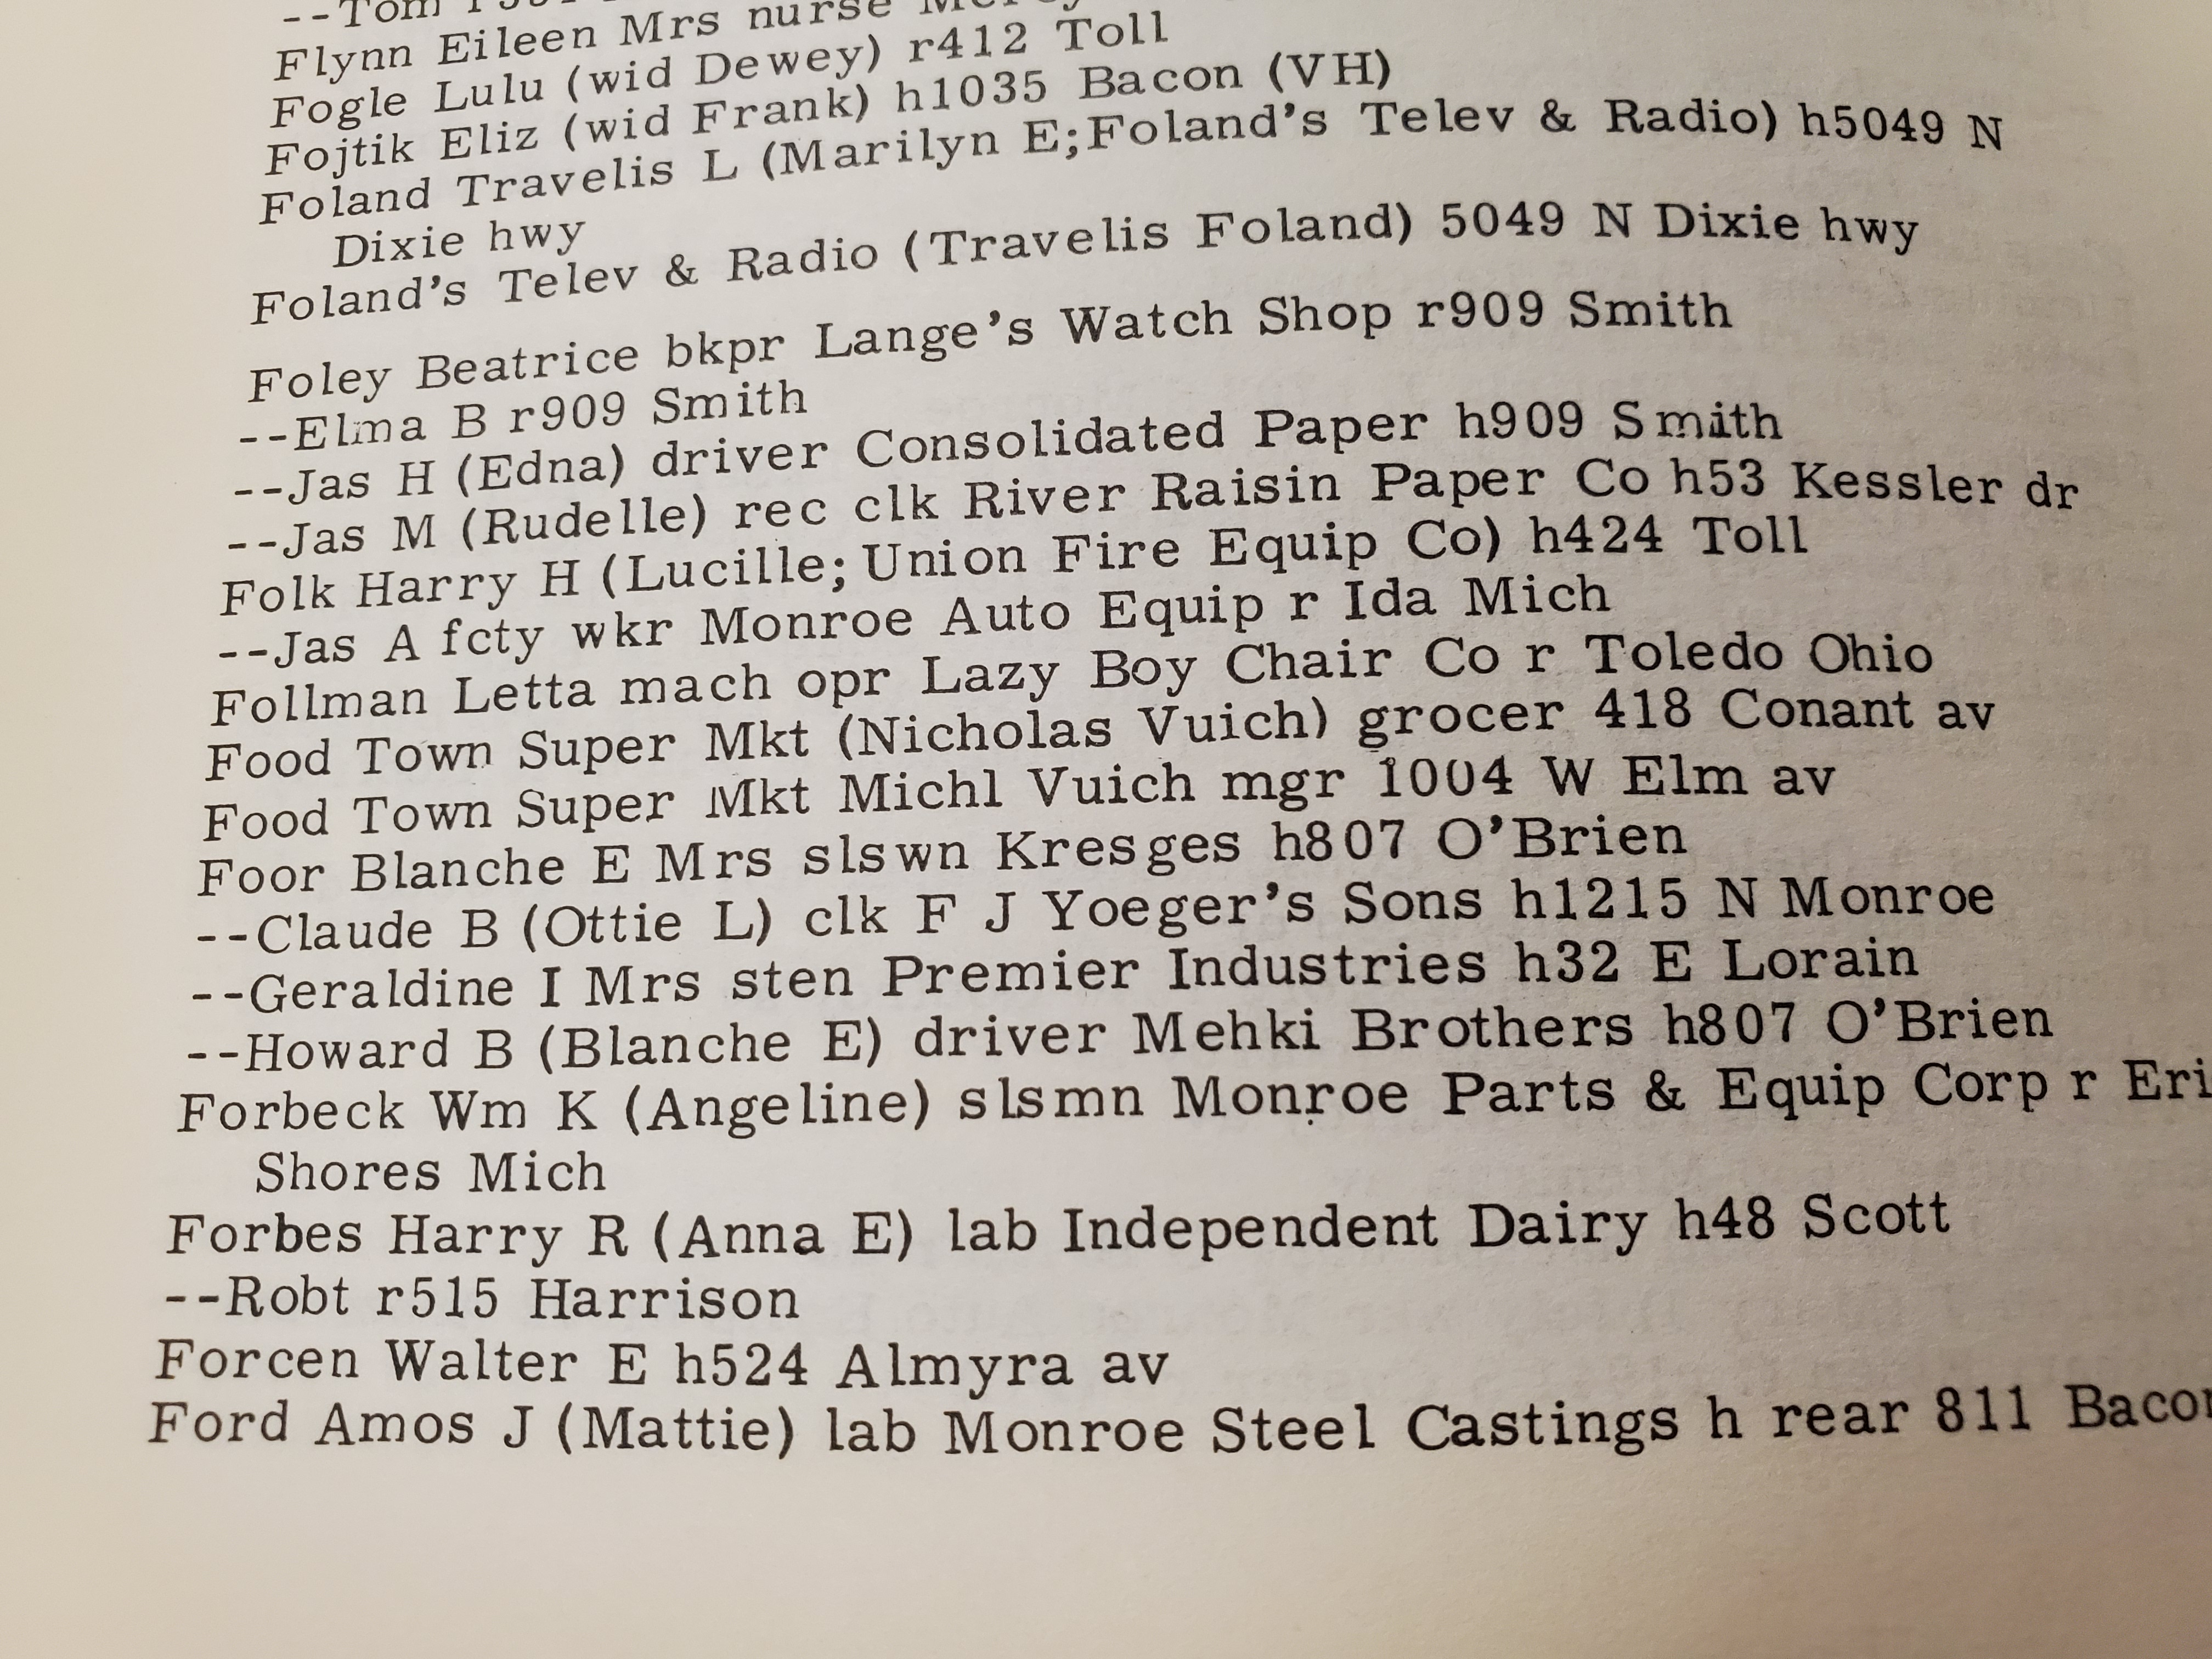 --Tom
Flynn Eileen Mrs nurse
Fogle Lulu (wid Dewey) r412 Toll
Fojtik Eliz (wid Frank) h1035 Bacon (VH)
Foland Travelis L (Marilyn E;Foland's Telev & Radio) h5049 N
Dixie hwy
Foland's Telev & Radio (Travelis Foland) 5049 N Dixie hwy
Foley Beatrice bkpr Lange's Watch Shop r909 Smith
--Elma B r909 Smith
--Jas H (Edna) driver Consolidated Paper h909 Smith
--Jas M (Rudelle) rec clk River Raisin Paper Co h53 Kessler dr
Folk Harry H (Lucille; Union Fire Equip Co) h424 Toll
--Jas A fcty wkr Monroe Auto Equip r Ida Mich
Follman Letta mach opr Lazy Boy Chair Co r Toledo Ohio
Food Town Super Mkt (Nicholas Vuich) grocer 418 Conant av
Food Town Super Mkt Michl Vuich mgr 1004 W Elm av
Foor Blanche E Mrs slswn Kresges h807 O'Brien
--Claude B (Ottie L) clk F J Yoeger's Sons h1215 N Monroe
--Geraldine I Mrs sten Premier Industries h32 E Lorain
--Howard B (Blanche E) driver Mehki Brothers h807 O'Brien
Forbeck Wm K (Angeline) slsmn Monroe Parts & Equip Corp r Eri
Shores Mich
Forbes Harry R (Anna E) lab Independent Dairy h48 Scott
--Robt r515 Harrison
Forcen Walter E h524 Almyra av
Ford Amos J (Mattie) lab Monroe Steel Castings h rear 811 Bacon